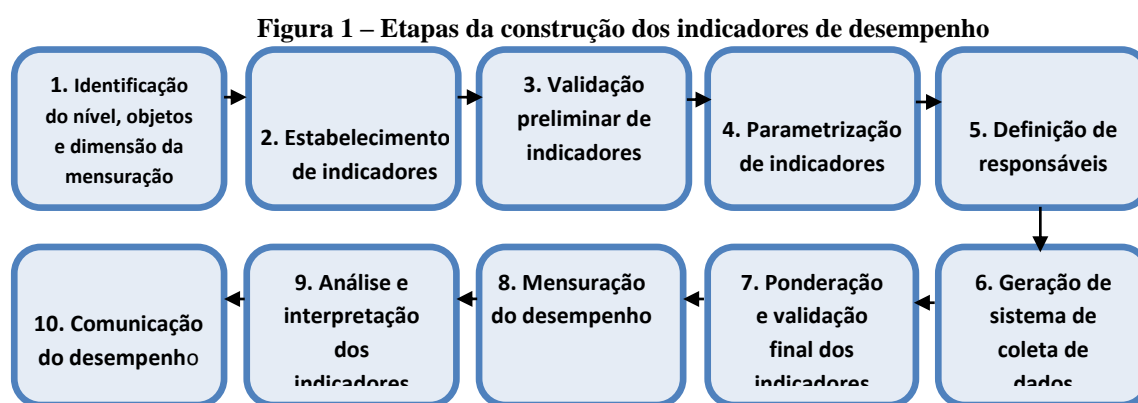 Figura 1 – Etapas da construção dos indicadores de desempenho
1. Identificação
do nível, objetos
e dimensão da
mensuração
2. Estabelecimento
de indicadores
3. Validação
preliminar de
indicadores
4. Parametrização
de indicadores
5. Definição de
responsáveis
10. Comunicação
do desempenho
9. Análise e
interpretação
dos
indicadores
8. Mensuração
do desempenho
7. Ponderação
e validação
final dos
indicadores
6. Geração de
sistema de
coleta de
dados